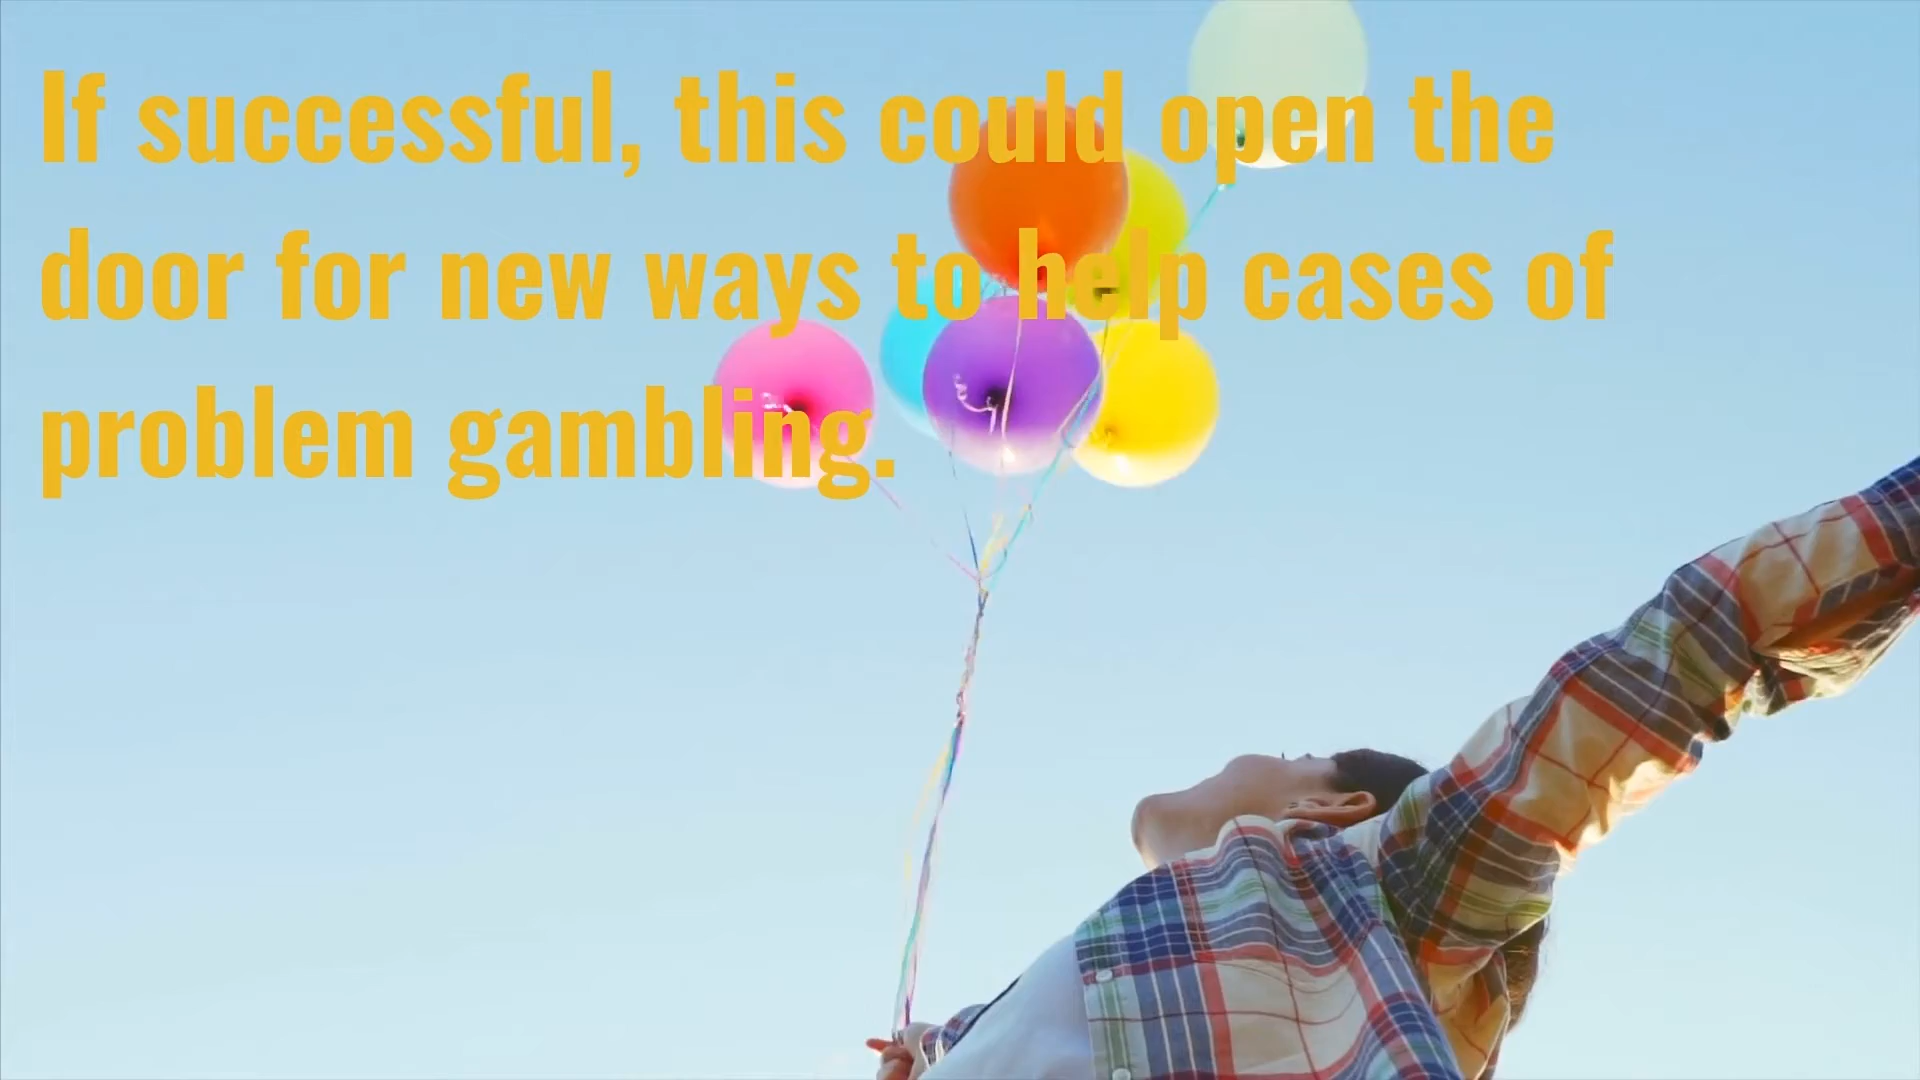 If successful, this could open the
door for new ways to help cases of
problem gambling.